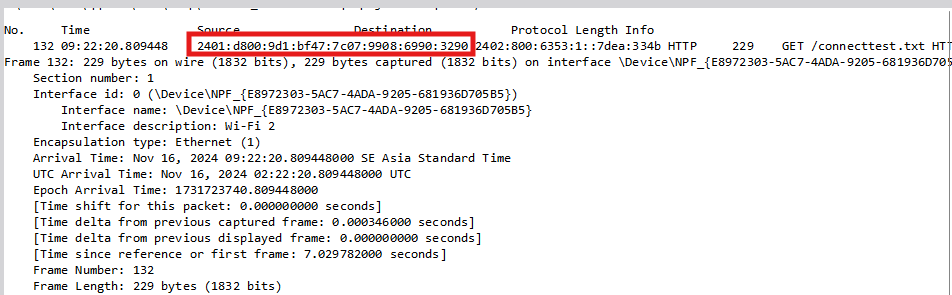 No. Time Source Destination Protocol Length Info
132 09:22:20.809448 2401:d800:9d1:bf47:7c07:9908:6990:3290 2402:800:6353:1::7dea:334b HTTP 229 GET /connecttest.txt HTT
Frame 132: 229 bytes on wire (1832 bits), 229 bytes captured (1832 bits) on interface \Device\NPF_{E8972303-5AC7-4ADA-9205-681936D705
Section number: 1
Interface id: 0 (\Device\NPF_{E8972303-5AC7-4ADA-9205-681936D705B5})
Interface name: \Device\NPF_{E8972303-5AC7-4ADA-9205-681936D705B5}
Interface description: Wi-Fi 2
Encapsulation type: Ethernet (1)
Arrival Time: Nov 16, 2024 09:22:20.809448000 SE Asia Standard Time
UTC Arrival Time: Nov 16, 2024 02:22:20.809448000 UTC
Epoch Arrival Time: 1731723740.809448000
[Time shift for this packet: 0.000000000 seconds]
[Time delta from previous captured frame: 0.000346000 seconds]
[Time delta from previous displayed frame: 0.000000000 seconds]
[Time since reference or first frame: 7.029782000 seconds]
Frame Number: 132
Frame Length: 229 bytes (1832 bits)